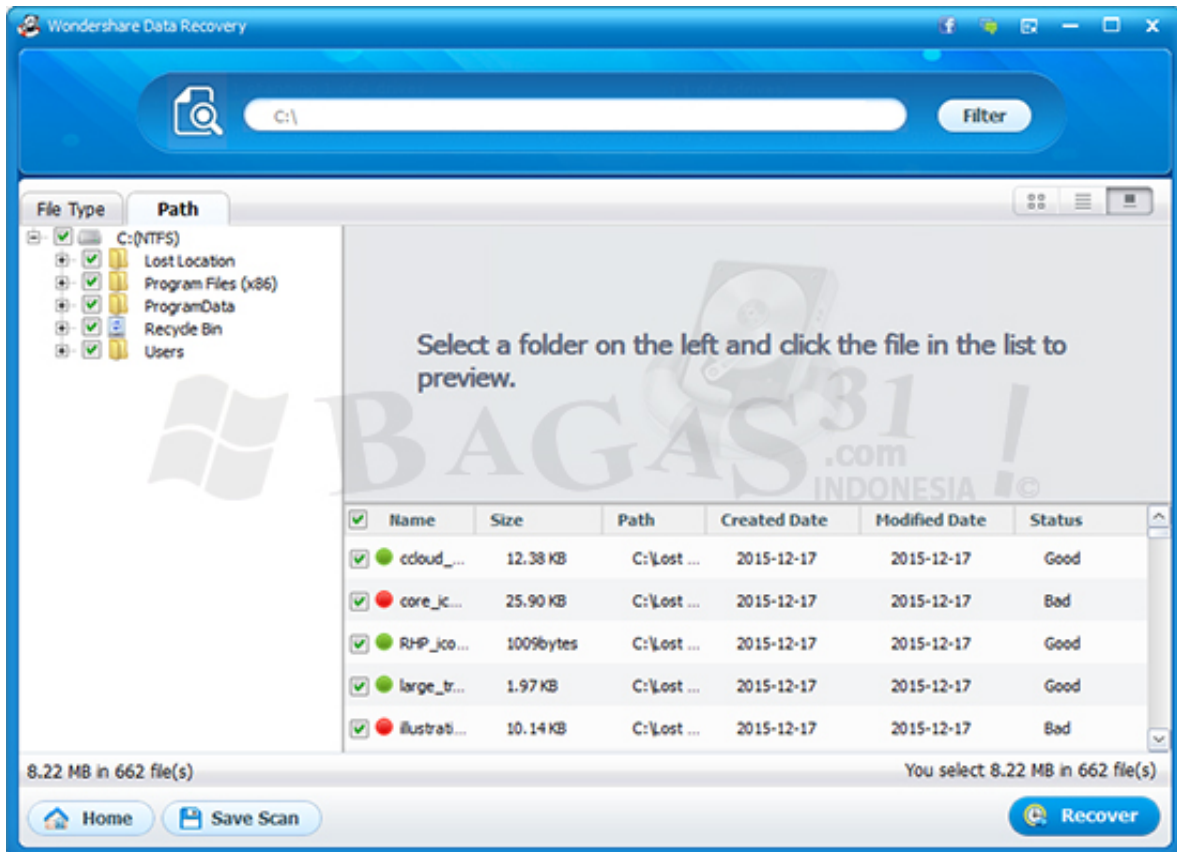 Wondershare Data Recovery
C:\
Filter
File Type
Path
C:(NTFS)
Lost Location
Program Files (x86)
ProgramData
Recycle Bin
Users
Select a folder on the left and click the file in the list to
preview.
BAGAS31!
.com
INDONESIA ©
Name Size Path Created Date Modified Date Status
ccloud_... 12.38 KB C:\Lost ... 2015-12-17 2015-12-17 Good
core_ic... 25.90 KB C:\Lost ... 2015-12-17 2015-12-17 Bad
RHP_ico... 1009bytes C:\Lost ... 2015-12-17 2015-12-17 Good
large_tr... 1.97 KB C:\Lost ... 2015-12-17 2015-12-17 Good
illustrati... 10.14 KB C:\Lost ... 2015-12-17 2015-12-17 Bad
8.22 MB in 662 file(s)
You select 8.22 MB in 662 file(s)
Home
Save Scan
Recover